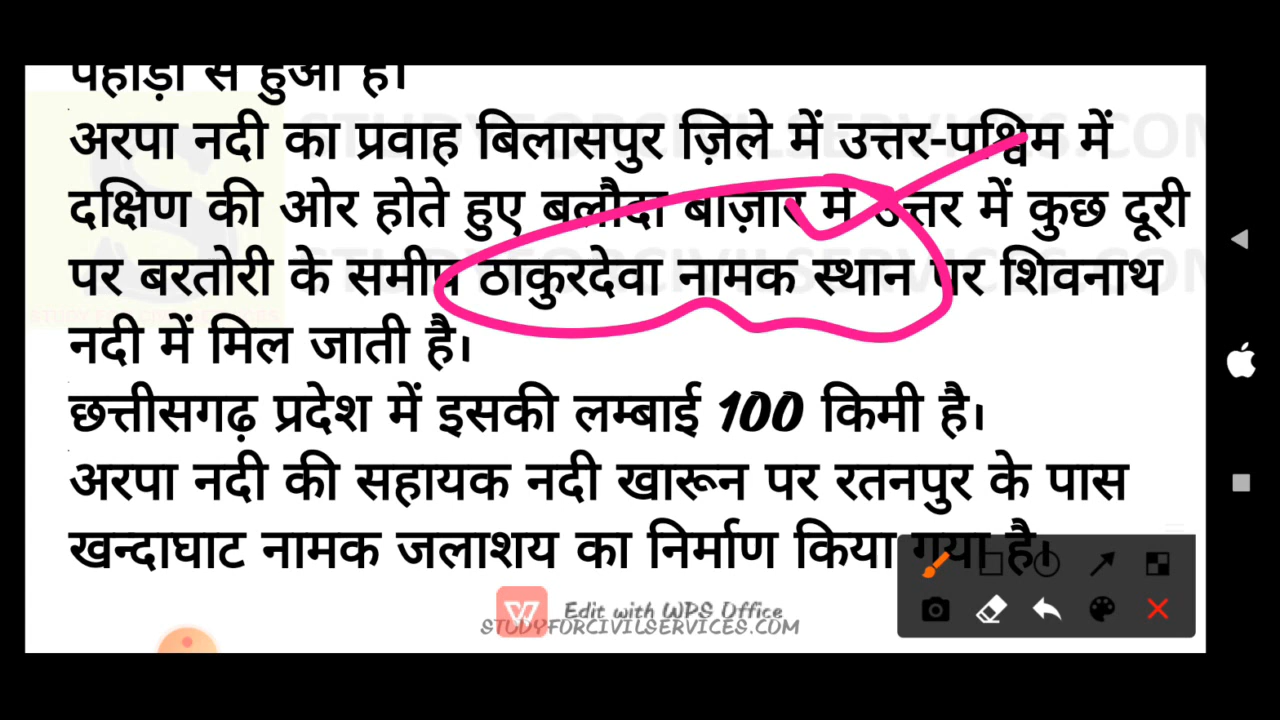 पहाड़ी से हुआ है।
अरपा नदी का प्रवाह बिलासपुर ज़िले में उत्तर-पश्चिम में
दक्षिण की ओर होते हुए बलौदा बाज़ार में उत्तर में कुछ दूरी
पर बरतोरी के समीप ठाकुरदेवा नामक स्थान पर शिवनाथ
नदी में मिल जाती है।
छत्तीसगढ़ प्रदेश में इसकी लम्बाई 100 किमी है।
अरपा नदी की सहायक नदी खारून पर रतनपुर के पास
खन्दाघाट नामक जलाशय का निर्माण किया गया है।
Edit with WPS Office
STUDYFORCIVILSERVICES.COM